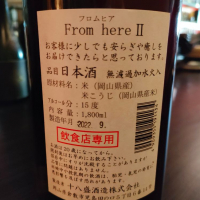 フロムヒア
From here Ⅱ
お客様に少しでも安らぎや癒しを
お届けできたらと思っております。
品目 日本酒 無濾過加水火入
原材料名：米（岡山県産）
米こうじ（岡山県産米）
アルコール分：15度
内容量：1,800ml
製造年月 2022. 9.
飲食店専用
十八盛酒造株式会社